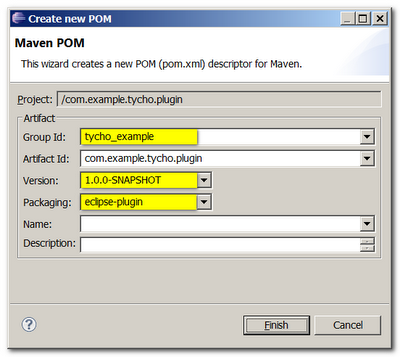 Create new POM
Maven POM
This wizard creates a new POM (pom.xml) descriptor for Maven.
Project: /com.example.tycho.plugin
Artifact
Group Id: tycho_example
Artifact Id: com.example.tycho.plugin
Version: 1.0.0-SNAPSHOT
Packaging: eclipse-plugin
Name:
Description:
? Finish Cancel